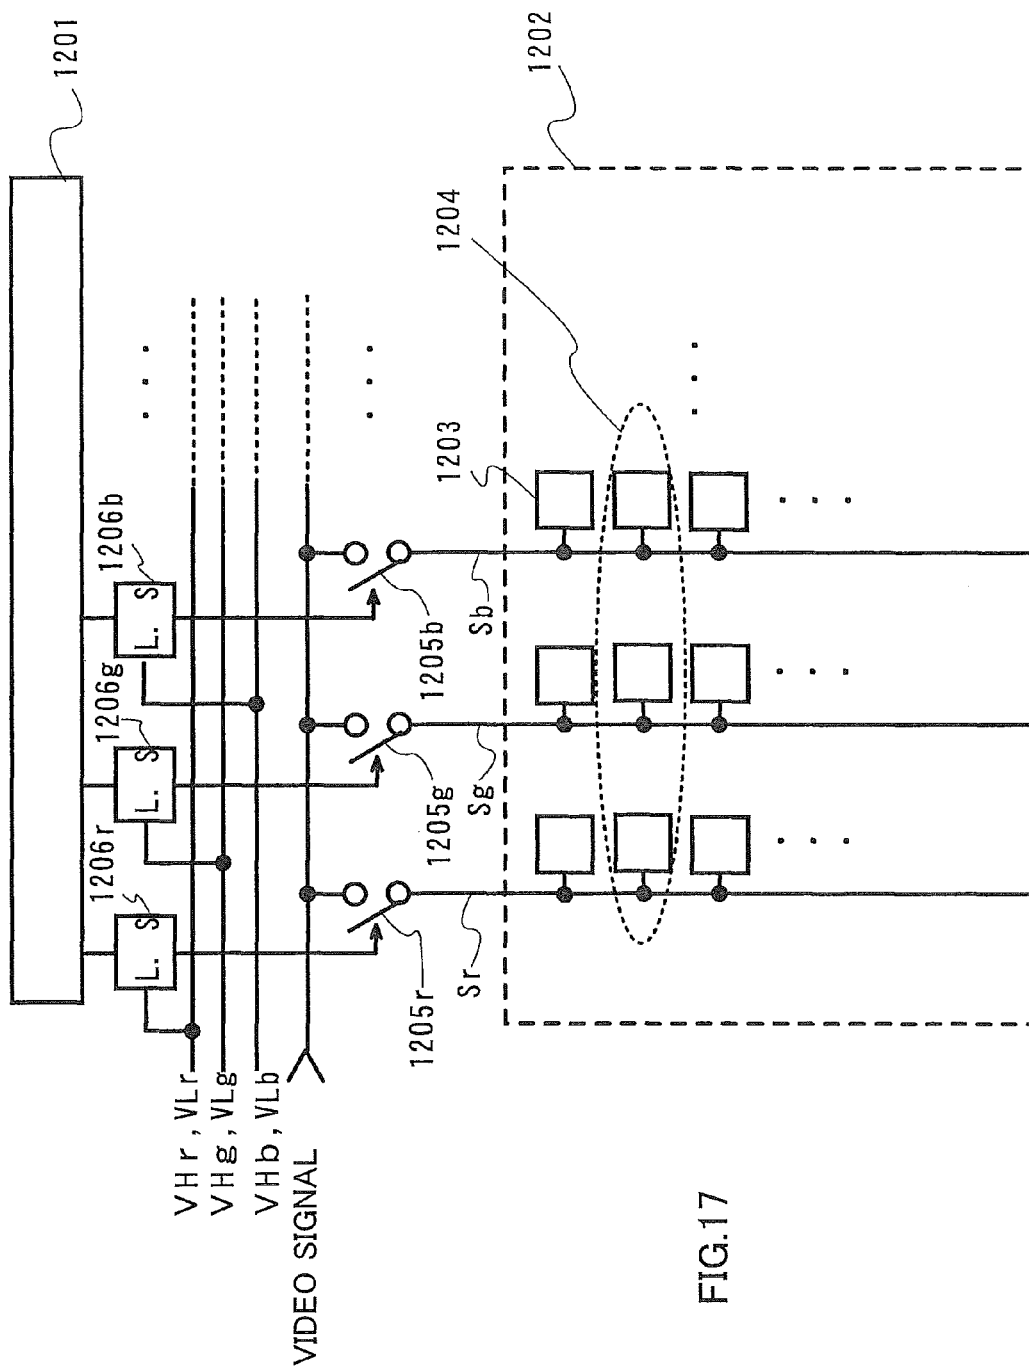 1201
1206r
1206g
1206b
L. S
L. S
L. S
VHr, VLr
VHg, VLg
VHb, VLb
VIDEO SIGNAL
1205r
1205g
1205b
Sr
Sg
Sb
1202
1203
1204
FIG.17